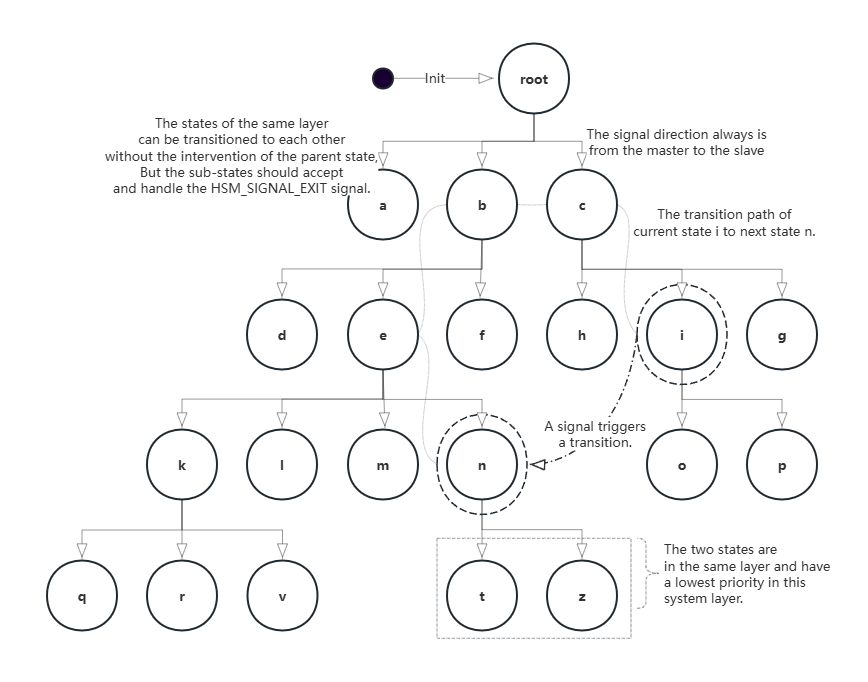 Init
root
The states of the same layer
can be transitioned to each other
without the intervention of the parent state,
But the sub-states should accept
and handle the HSM_SIGNAL_EXIT signal.
The signal direction always is
from the master to the slave
a
b
c
The transition path of
current state i to next state n.
d
e
f
h
i
g
A signal triggers
a transition.
k
l
m
n
o
p
The two states are
in the same layer and have
a lowest priority in this
system layer.
q
r
v
t
z